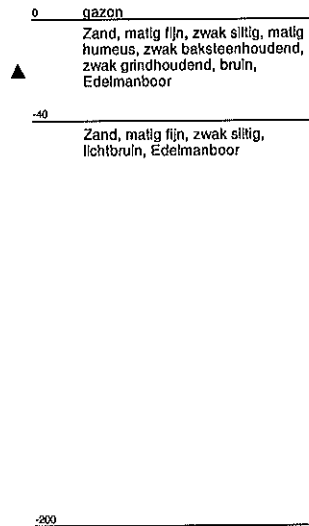 0 gazon
Zand, matig fijn, zwak siltig, matig
humeus, zwak baksteenhoudend,
zwak grindhoudend, bruin,
Edelmanboor
-40
Zand, matig fijn, zwak siltig,
lichtbruin, Edelmanboor
-200